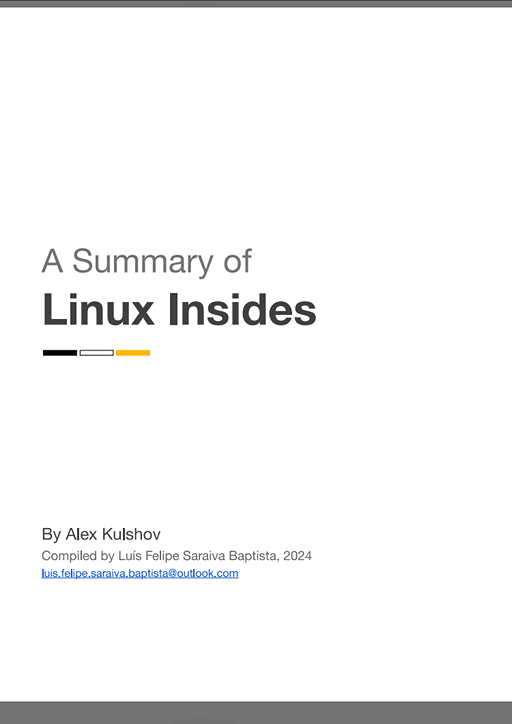 A Summary of
Linux Insides
By Alex Kulshov
Compiled by Luís Felipe Saraiva Baptista, 2024
luis.felipe.saraiva.baptista@outlook.com